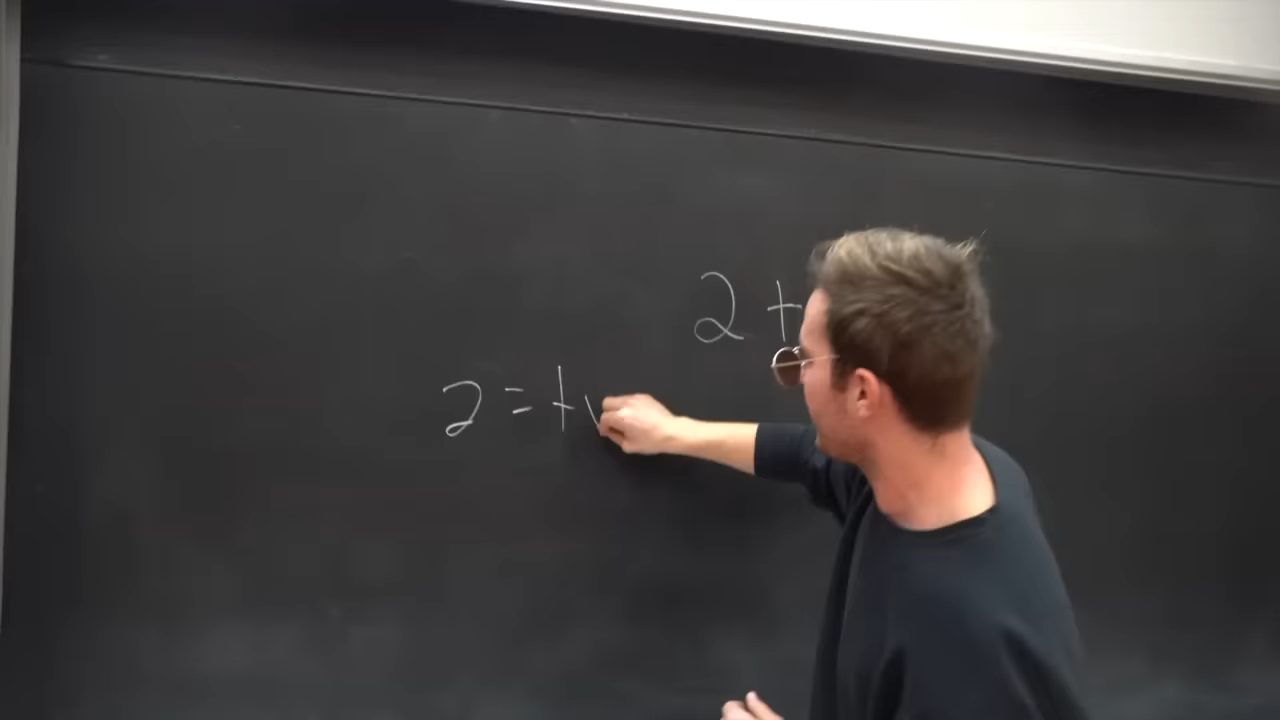 2 +
2 = t